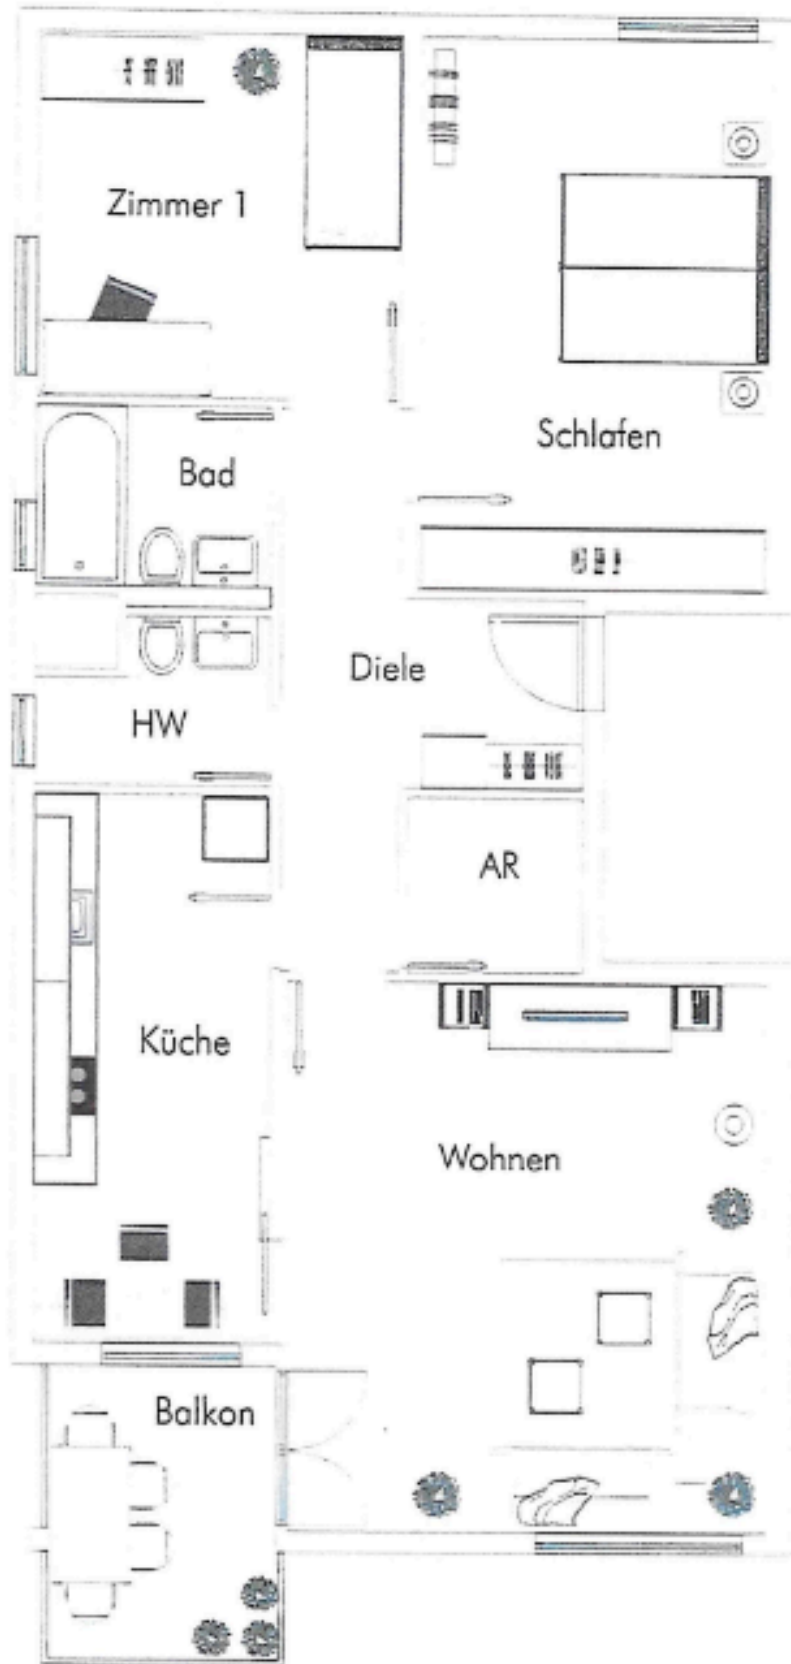 Zimmer 1
Schlafen
Bad
Diele
HW
AR
Küche
Wohnen
Balkon